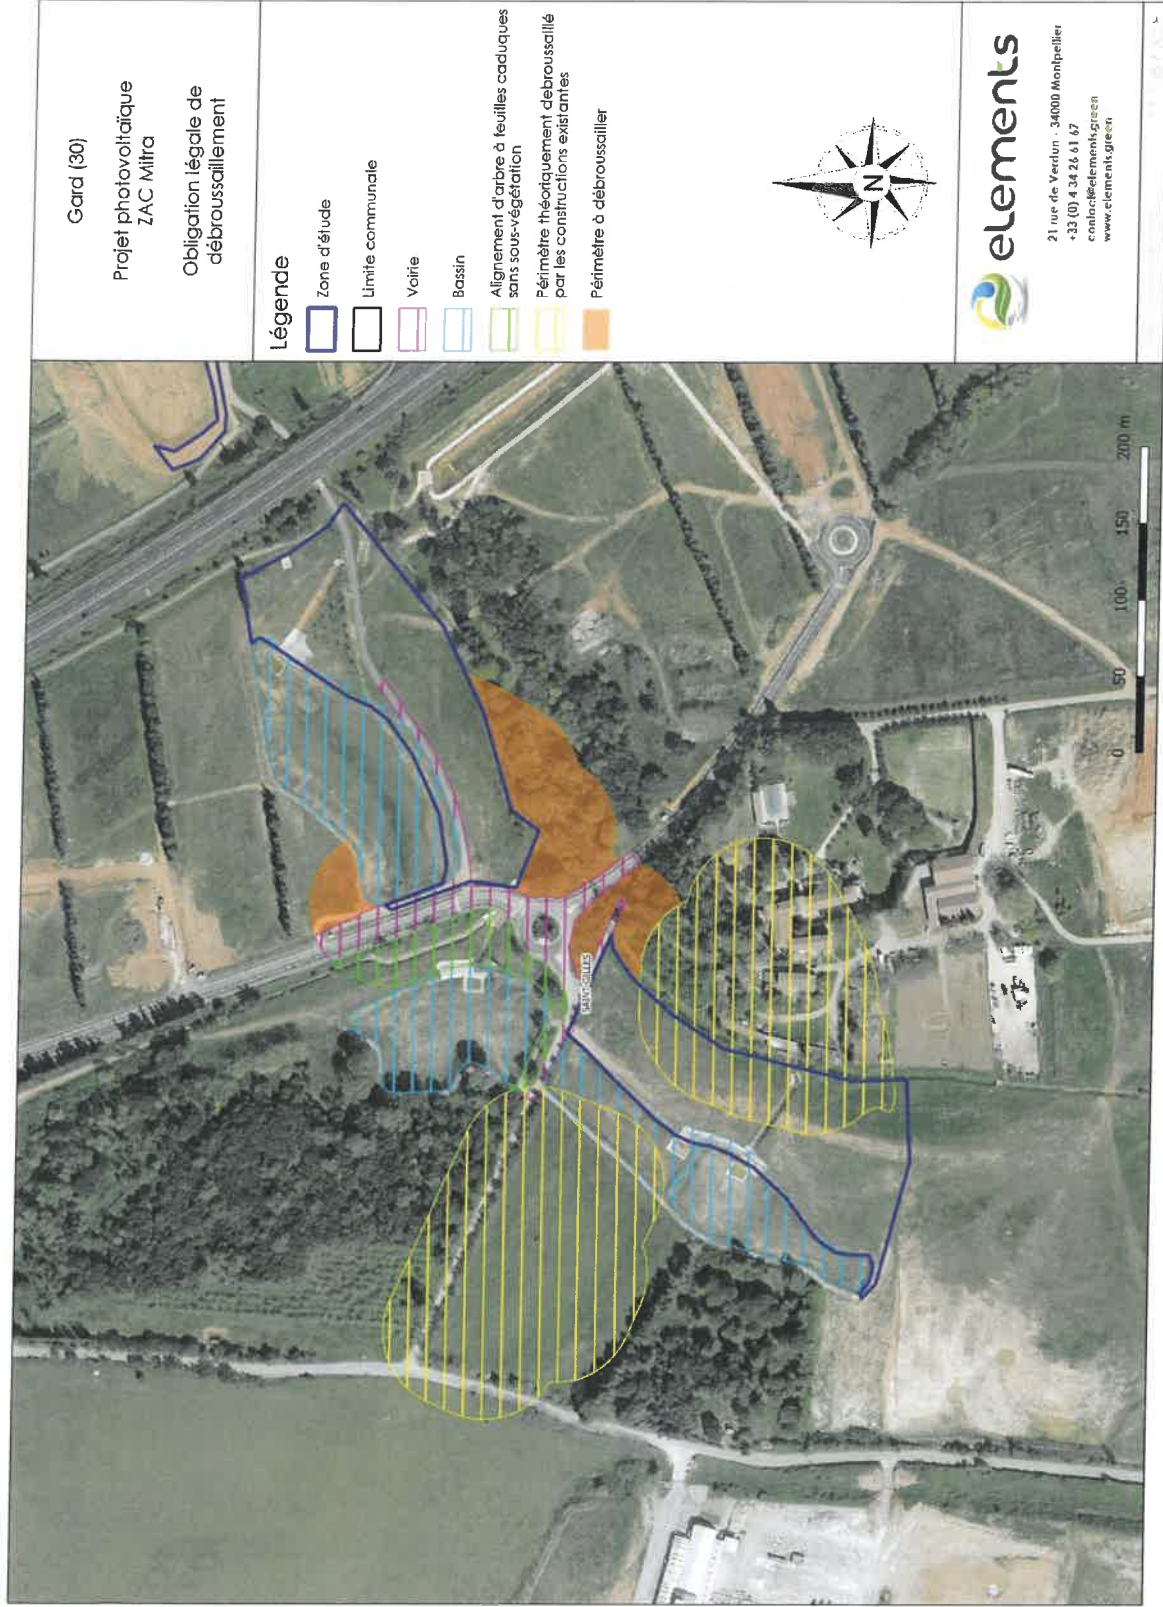 Gard (30)
Projet photovoltaïque
ZAC Mitra
Obligation légale de
débroussaillement
Légende
Zone d'étude
Limite communale
Voirie
Bassin
Alignement d'arbre à feuilles caduques
sans sous-végétation
Périmètre théoriquement debroussaillé
par les constructions existantes
Périmètre à débroussailler
N
elements
21 rue de Verdun - 34000 Montpellier
+33 (0) 4 34 26 61 67
contact@elements.green
www.elements.green
SAINT-GILLES
0 50 100 150 200 m